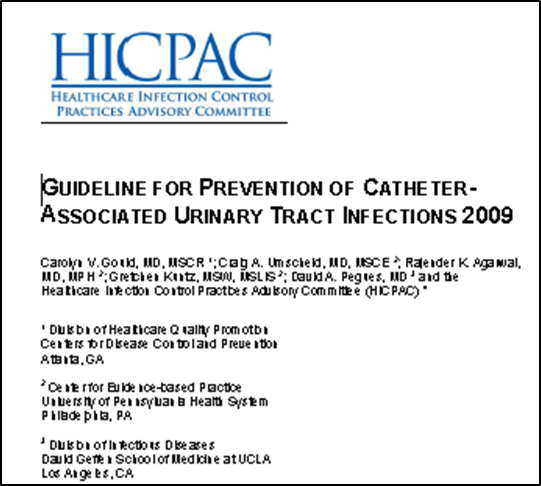 HICPAC
HEALTHCARE INFECTION CONTROL
PRACTICES ADVISORY COMMITTEE
GUIDELINE FOR PREVENTION OF CATHETER-
ASSOCIATED URINARY TRACT INFECTIONS 2009
Carolyn V. Gould, MD, MSCR 1; Craig A. Umscheid, MD, MSCE 2; Rajender K. Agarwal,
MD, MPH 2; Gretchen Kuntz, MSW, MSLIS 2; David A. Pegues, MD 3 and the
Healthcare Infection Control Practices Advisory Committee (HICPAC) 4
1 Division of Healthcare Quality Promotion
Centers for Disease Control and Prevention
Atlanta, GA
2 Center for Evidence-based Practice
University of Pennsylvania Health System
Philadelphia, PA
3 Division of Infectious Diseases
David Geffen School of Medicine at UCLA
Los Angeles, CA